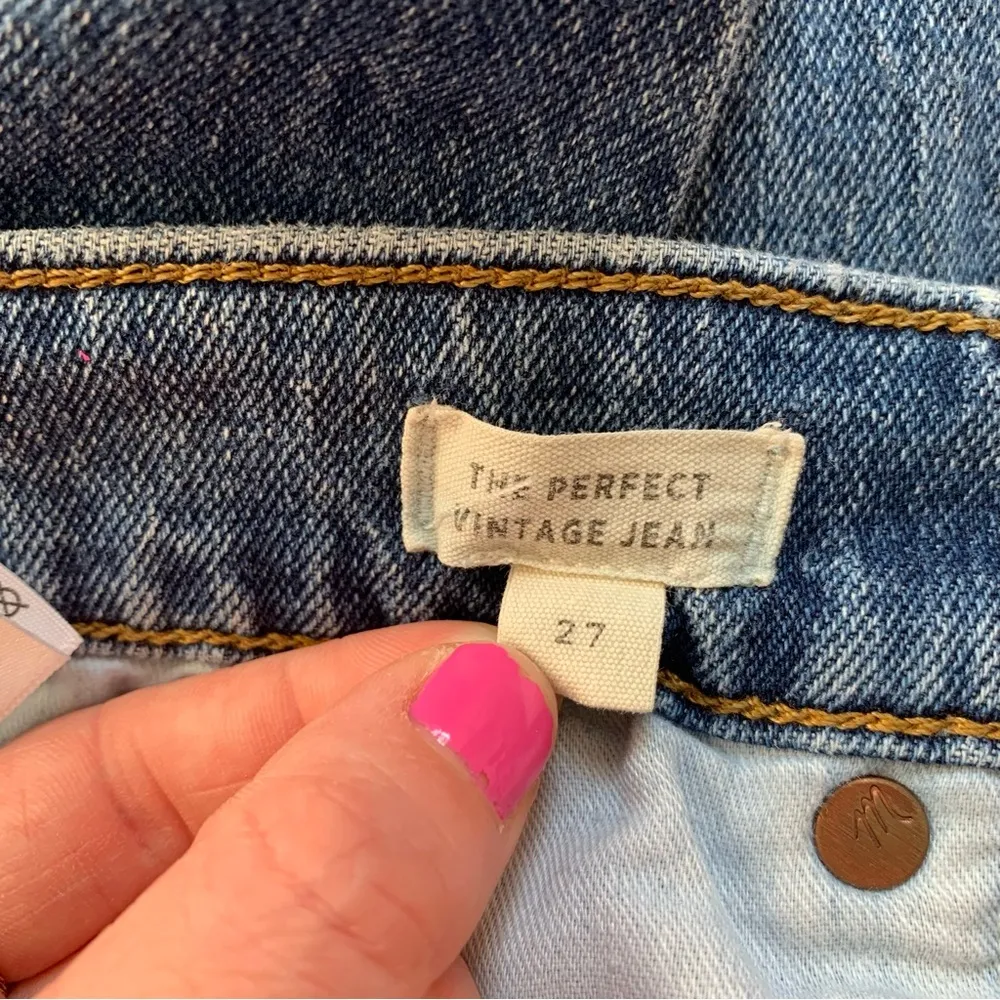 THE PERFECT
VINTAGE JEAN
27